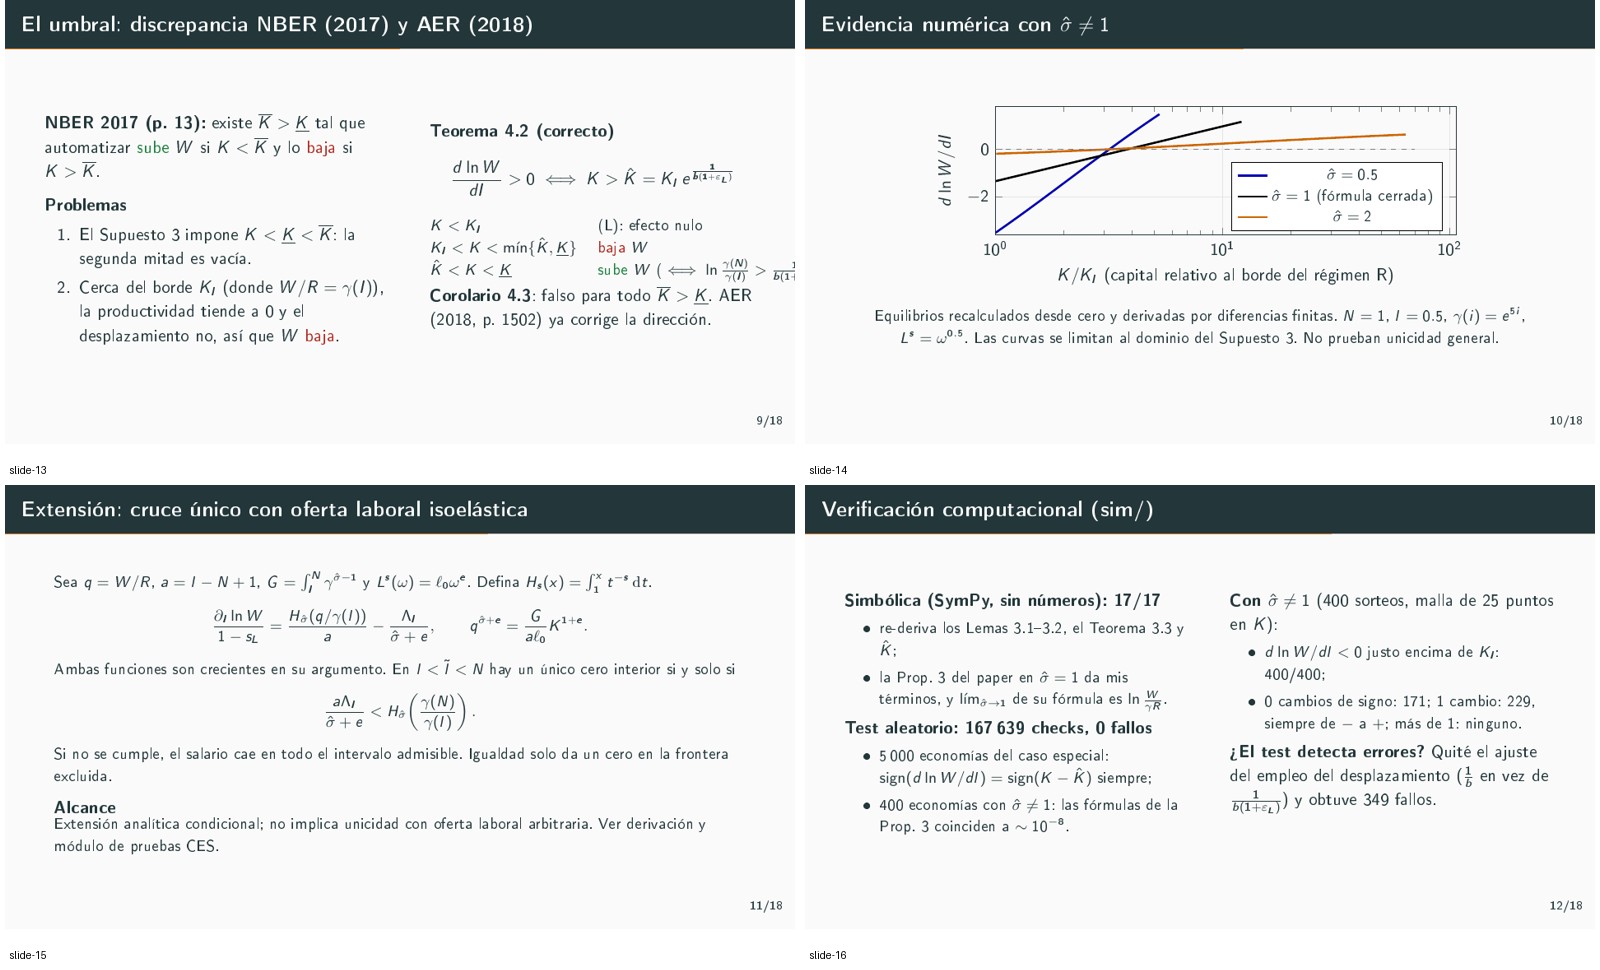 El umbral: discrepancia NBER (2017) y AER (2018)
NBER 2017 (p. 13): existe K̅ > K̲ tal que
automatizar sube W si K < K̅ y lo baja si
K > K̅.
Problemas
1. El Supuesto 3 impone K < K̲ < K̅: la
segunda mitad es vacía.
2. Cerca del borde K_I (donde W/R = γ(I)),
la productividad tiende a 0 y el
desplazamiento no, así que W baja.
Teorema 4.2 (correcto)
d ln W / dI > 0 ⟺ K > K̂ = K_I e^{1/(b(1+ε_L))}
K < K_I (L): efecto nulo
K_I < K < mín{K̂, K̲} baja W
K̂ < K < K̲ sube W ( ⟺ ln γ(N)/γ(I) > 1/b(1+
Corolario 4.3: falso para todo K̅ > K̲. AER
(2018, p. 1502) ya corrige la dirección.
9/18
slide-13
Evidencia numérica con σ̂ ≠ 1
d ln W/dI
0
−2
σ̂ = 0.5
σ̂ = 1 (fórmula cerrada)
σ̂ = 2
10^0 10^1 10^2
K/K_I (capital relativo al borde del régimen R)
Equilibrios recalculados desde cero y derivadas por diferencias finitas. N = 1, I = 0.5, γ(i) = e^{5i},
L^s = ω^{0.5}. Las curvas se limitan al dominio del Supuesto 3. No prueban unicidad general.
10/18
slide-14
Extensión: cruce único con oferta laboral isoelástica
Sea q = W/R, a = I − N + 1, G = ∫_I^N γ^{σ̂−1} y L^s(ω) = ℓ_0 ω^e. Defina H_s(x) = ∫_1^x t^{−s} dt.
∂_I ln W / (1 − s_L) = H_σ̂(q/γ(I)) / a − Λ_I / (σ̂ + e), q^{σ̂+e} = G/(aℓ_0) K^{1+e}.
Ambas funciones son crecientes en su argumento. En I < Ĩ < N hay un único cero interior si y solo si
aΛ_I / (σ̂ + e) < H_σ̂ (γ(N)/γ(I)).
Si no se cumple, el salario cae en todo el intervalo admisible. Igualdad solo da un cero en la frontera
excluida.
Alcance
Extensión analítica condicional; no implica unicidad con oferta laboral arbitraria. Ver derivación y
módulo de pruebas CES.
11/18
slide-15
Verificación computacional (sim/)
Simbólica (SymPy, sin números): 17/17
• re-deriva los Lemas 3.1–3.2, el Teorema 3.3 y
K̂;
• la Prop. 3 del paper en σ̂ = 1 da mis
términos, y lím_{σ̂→1} de su fórmula es ln W/γR.
Test aleatorio: 167 639 checks, 0 fallos
• 5 000 economías del caso especial:
sign(d ln W/dI) = sign(K − K̂) siempre;
• 400 economías con σ̂ ≠ 1: las fórmulas de la
Prop. 3 coinciden a ∼ 10^{−8}.
Con σ̂ ≠ 1 (400 sorteos, malla de 25 puntos
en K):
• d ln W/dI < 0 justo encima de K_I:
400/400;
• 0 cambios de signo: 171; 1 cambio: 229,
siempre de − a +; más de 1: ninguno.
¿El test detecta errores? Quité el ajuste
del empleo del desplazamiento (1/b en vez de
1/(b(1+ε_L))) y obtuve 349 fallos.
12/18
slide-16